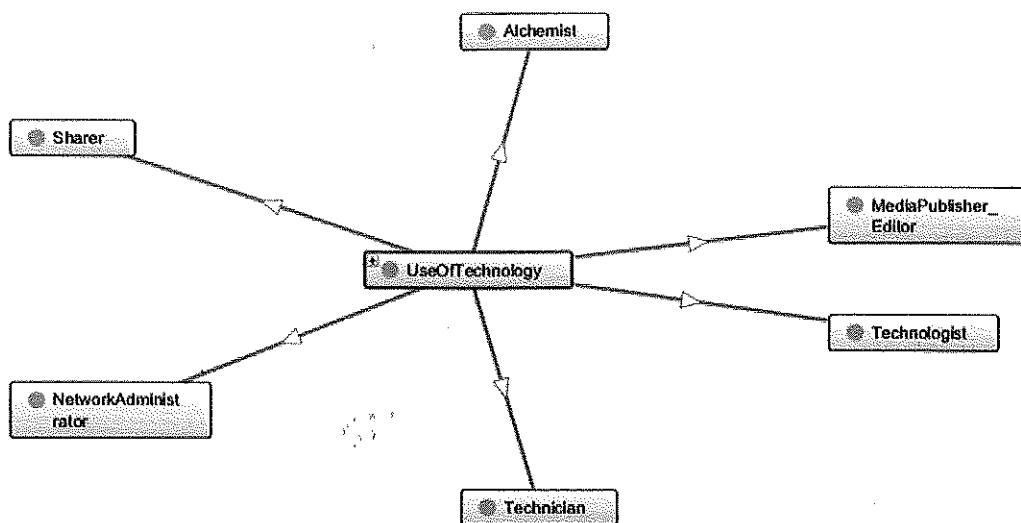 Alchemist
Sharer
MediaPublisher_
Editor
UseOfTechnology
Technologist
NetworkAdminist
rator
Technician